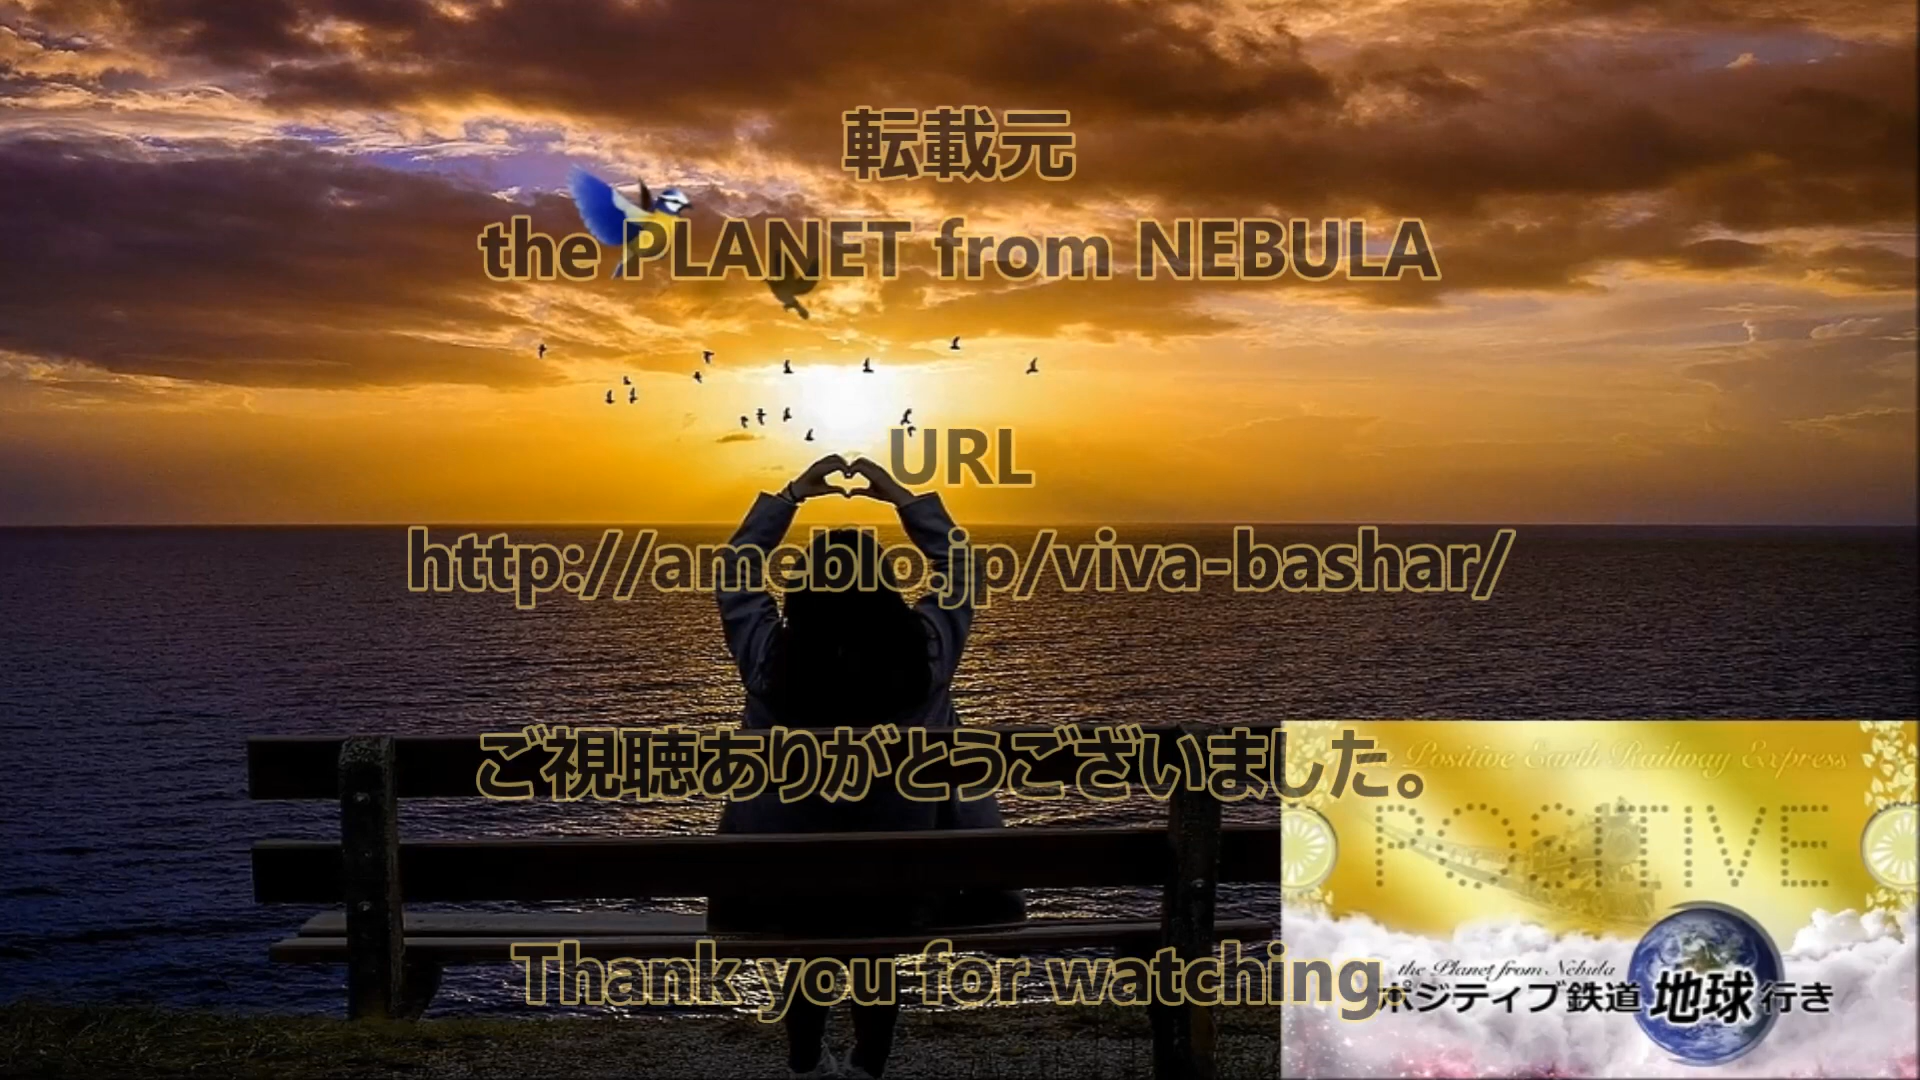 転載元
the PLANET from NEBULA
URL
http://ameblo.jp/viva-bashar/
ご視聴ありがとうございました。
Positive Earth Railway Express
POSITIVE
Thank you for watching
the Planet from Nebula
ポジティブ鉄道 地球 行き